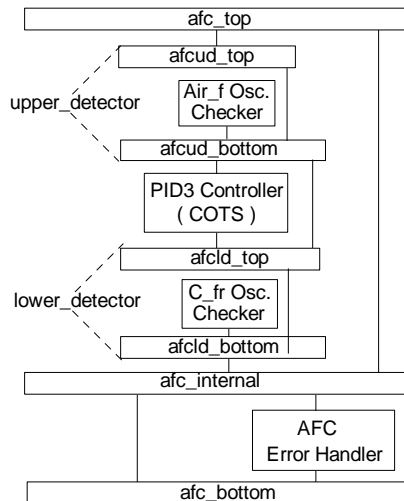 afc_top
afcud_top
upper_detector
Air_f Osc.
Checker
afcud_bottom
PID3 Controller
( COTS )
afcld_top
lower_detector
C_fr Osc.
Checker
afcld_bottom
afc_internal
AFC
Error Handler
afc_bottom